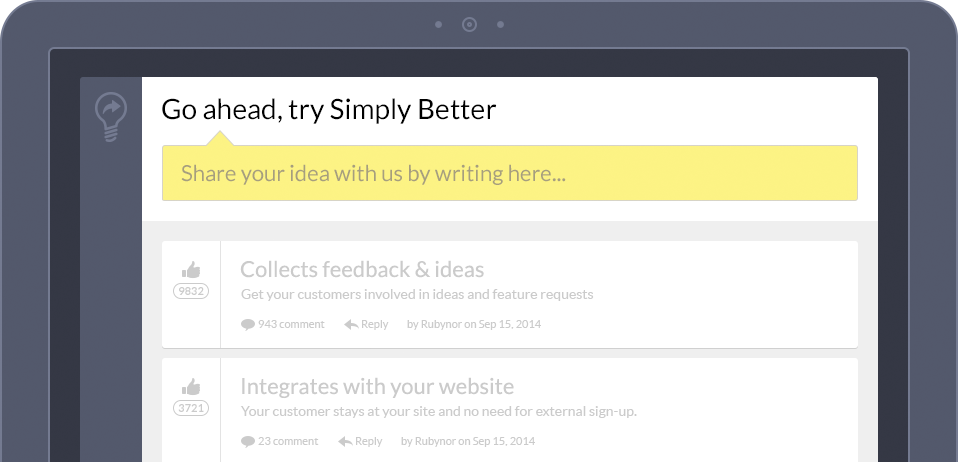 Go ahead, try Simply Better
Share your idea with us by writing here...
Collects feedback & ideas
9832
Get your customers involved in ideas and feature requests
943 comment Reply by Rubynor on Sep 15, 2014
Integrates with your website
3721
Your customer stays at your site and no need for external sign-up.
23 comment Reply by Rubynor on Sep 15, 2014